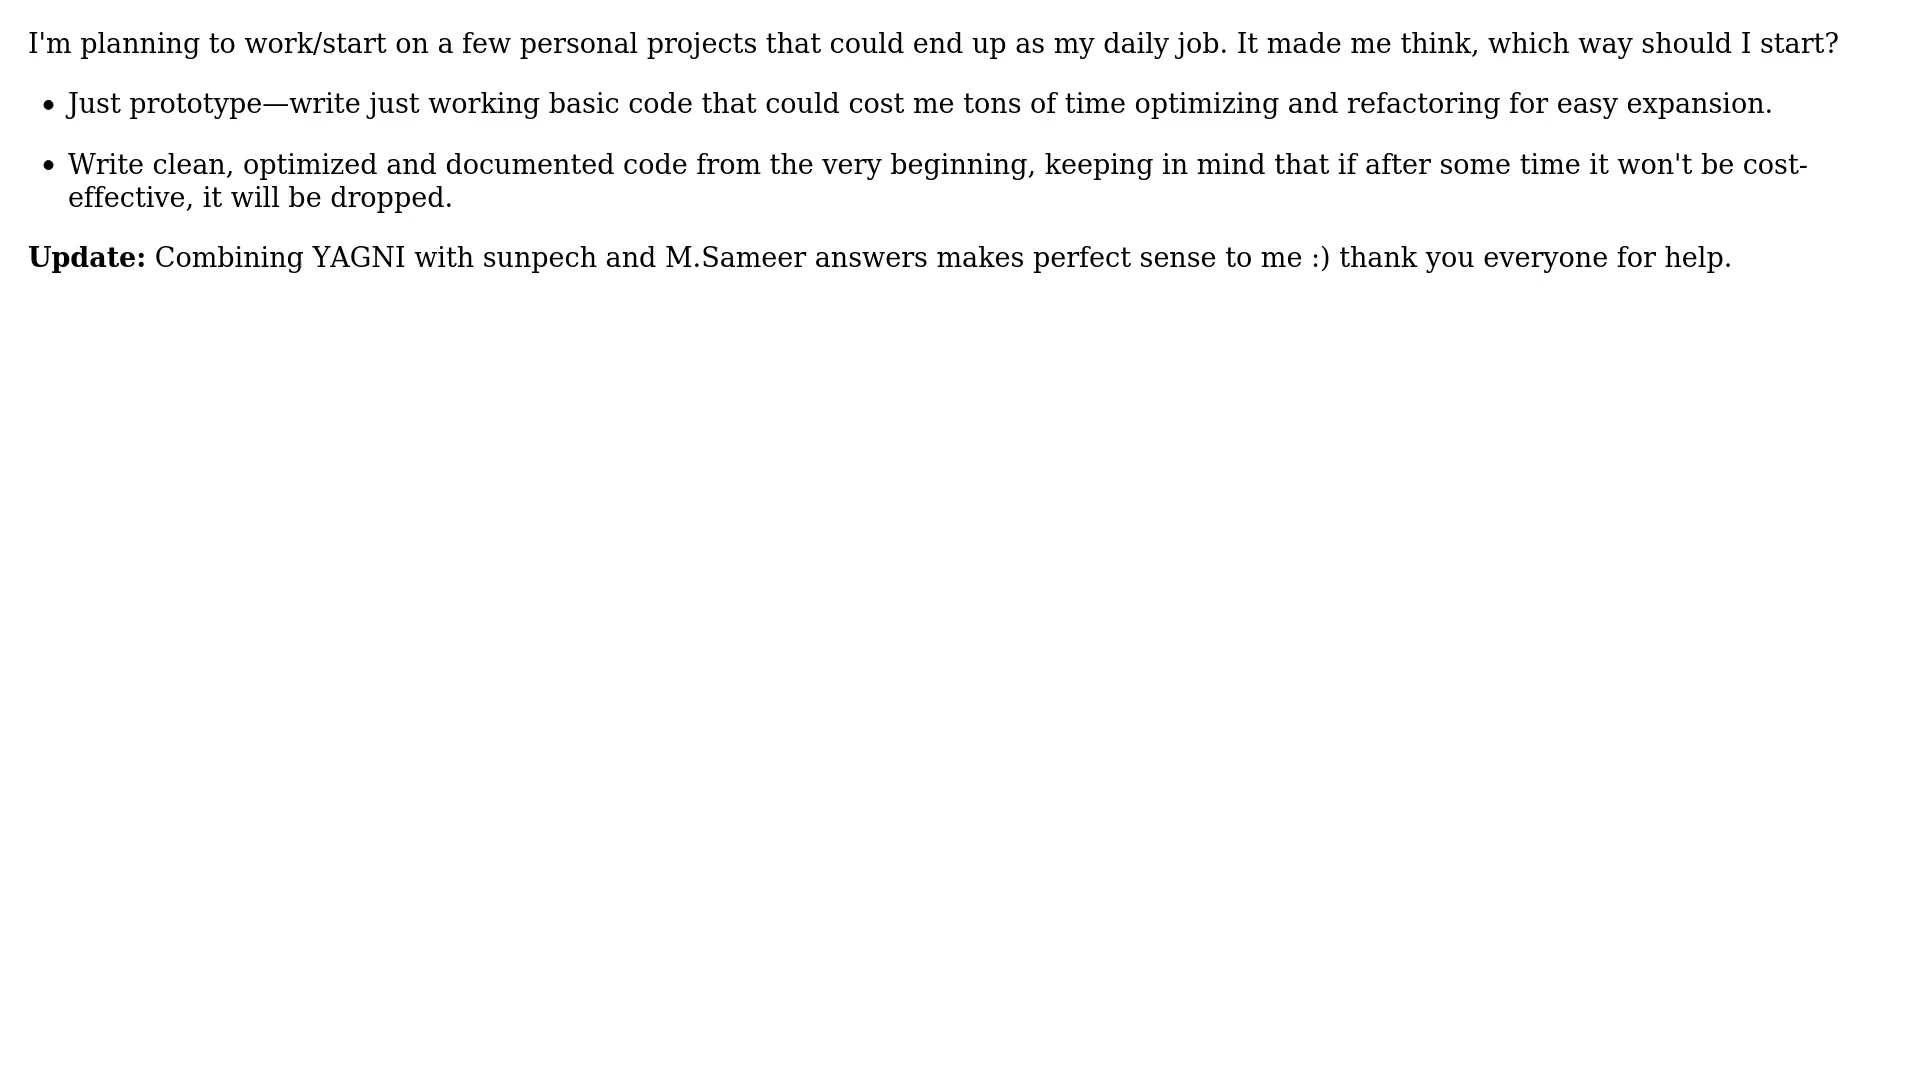 I'm planning to work/start on a few personal projects that could end up as my daily job. It made me think, which way should I start?
• Just prototype—write just working basic code that could cost me tons of time optimizing and refactoring for easy expansion.
• Write clean, optimized and documented code from the very beginning, keeping in mind that if after some time it won't be cost-
effective, it will be dropped.
Update: Combining YAGNI with sunpech and M.Sameer answers makes perfect sense to me :) thank you everyone for help.